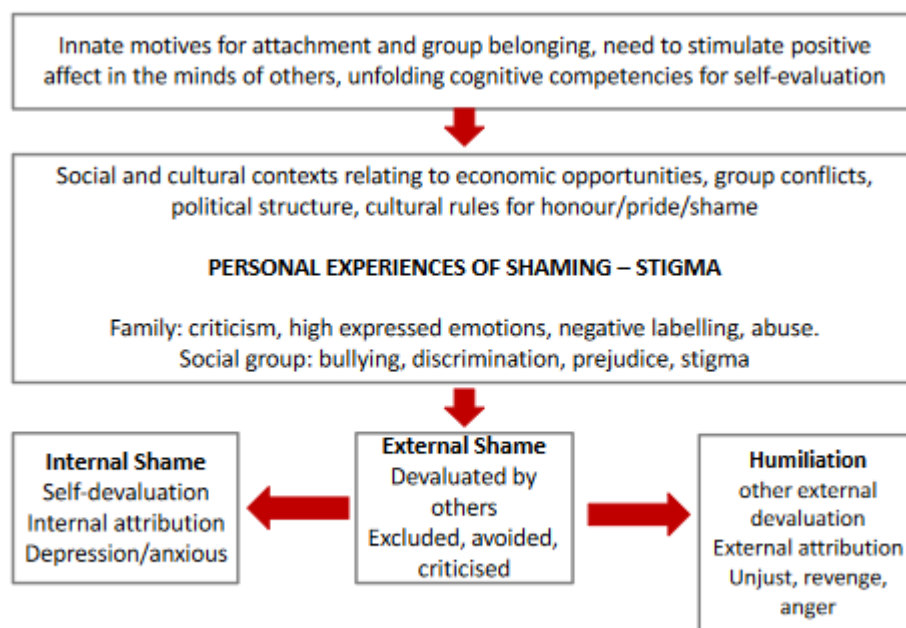 Innate motives for attachment and group belonging, need to stimulate positive
affect in the minds of others, unfolding cognitive competencies for self-evaluation
Social and cultural contexts relating to economic opportunities, group conflicts,
political structure, cultural rules for honour/pride/shame
PERSONAL EXPERIENCES OF SHAMING – STIGMA
Family: criticism, high expressed emotions, negative labelling, abuse.
Social group: bullying, discrimination, prejudice, stigma
Internal Shame
Self-devaluation
Internal attribution
Depression/anxious
External Shame
Devaluated by
others
Excluded, avoided,
criticised
Humiliation
other external
devaluation
External attribution
Unjust, revenge,
anger